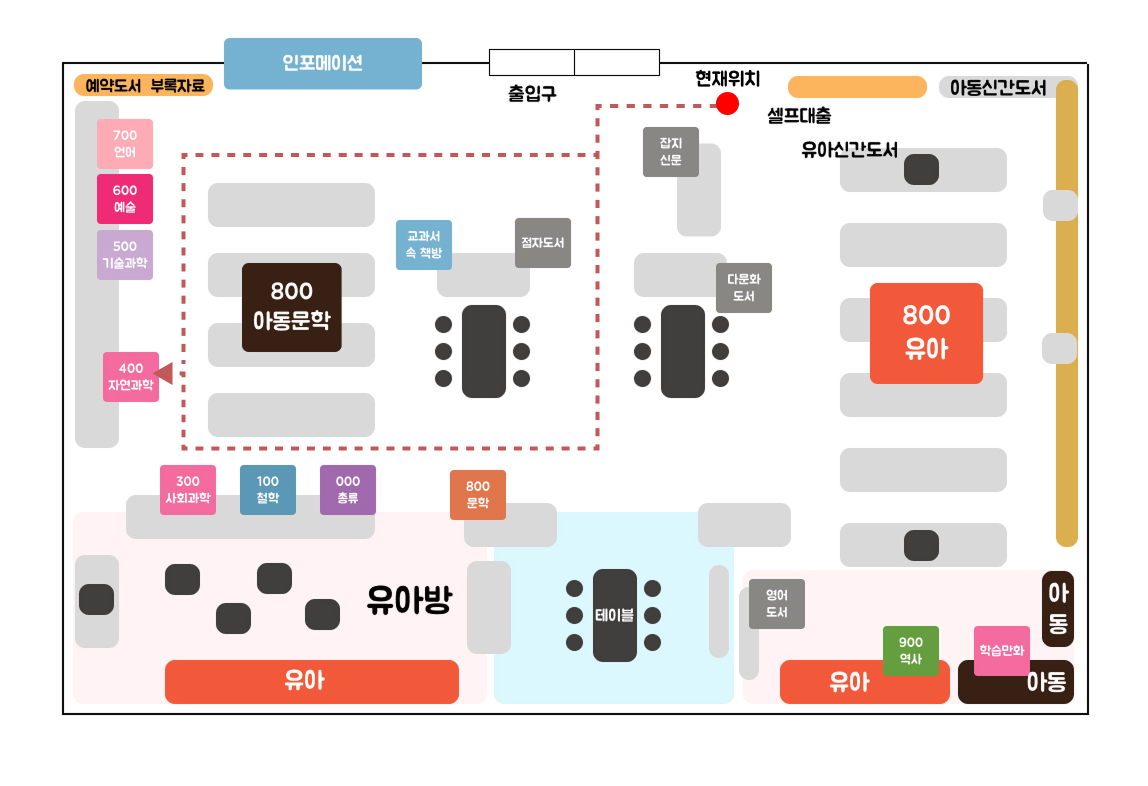 인포메이션
예약도서 부록자료
출입구
현재위치
셀프대출
아동신간도서
유아신간도서
700
언어
600
예술
500
기술과학
400
자연과학
800
아동문학
교과서
속 책방
점자도서
잡지
신문
다문화
도서
800
유아
300
사회과학
100
철학
000
총류
800
문학
유아방
유아
테이블
영어
도서
900
역사
유아
학습만화
아동
아
동